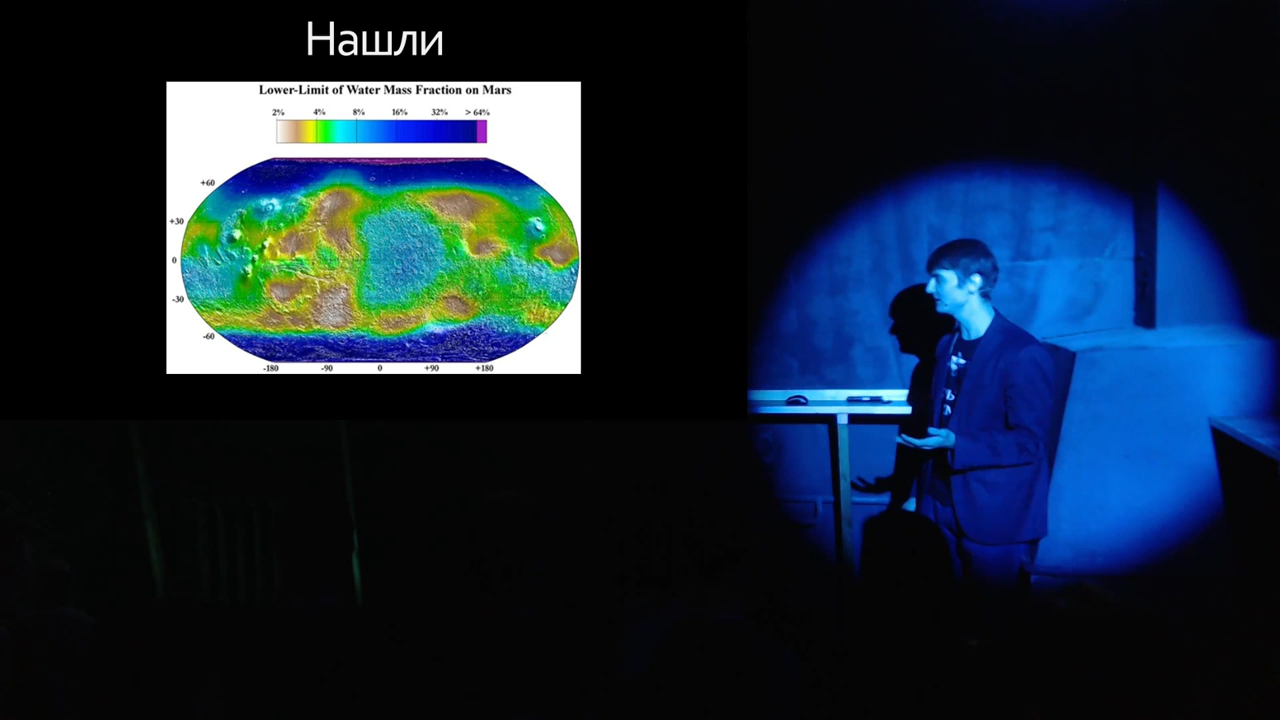 Нашли
Lower-Limit of Water Mass Fraction on Mars
2% 4% 8% 16% 32% > 64%
+60
+30
0
-30
-60
-180 -90 0 +90 +180